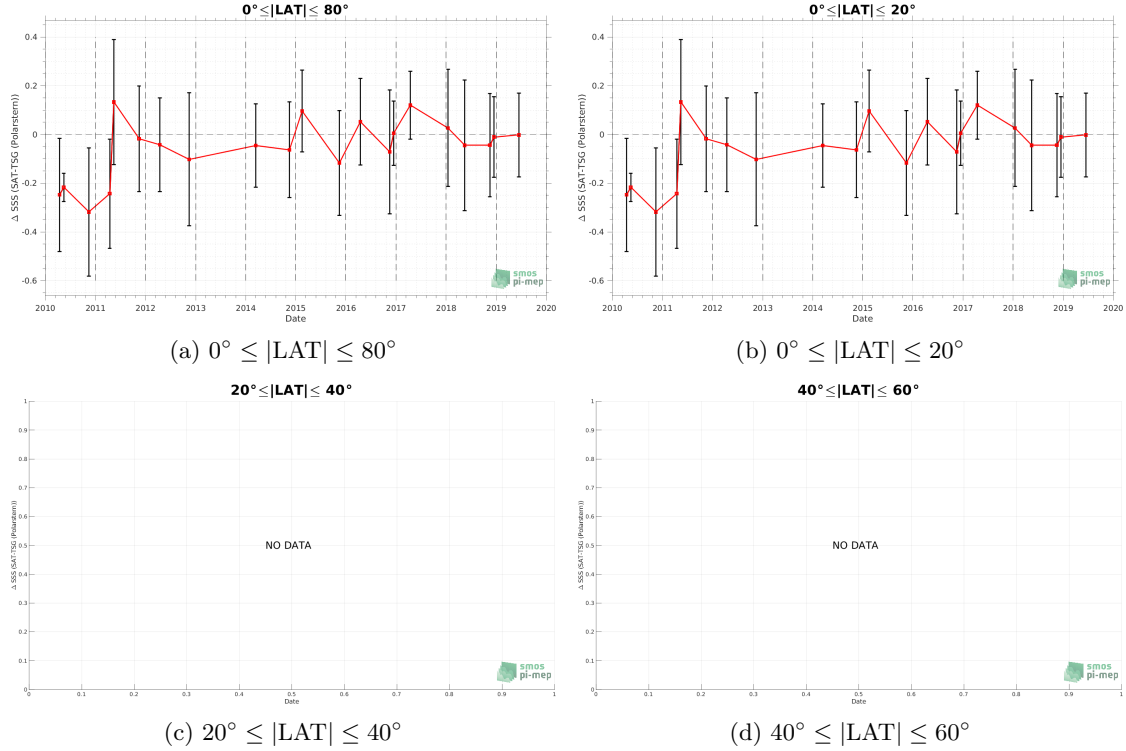 0°≤|LAT|≤ 80°
0.4
0.2
0
-0.2
-0.4
-0.6
Δ SSS (SAT-TSG (Polarstern))
2010 2011 2012 2013 2014 2015 2016 2017 2018 2019 2020
Date
smos
pi-mep
(a) 0° ≤ |LAT| ≤ 80°
0°≤|LAT|≤ 20°
0.4
0.2
0
-0.2
-0.4
-0.6
Δ SSS (SAT-TSG (Polarstern))
2010 2011 2012 2013 2014 2015 2016 2017 2018 2019 2020
Date
smos
pi-mep
(b) 0° ≤ |LAT| ≤ 20°
20°≤|LAT|≤ 40°
1
0.9
0.8
0.7
0.6
0.5
0.4
0.3
0.2
0.1
0
Δ SSS (SAT-TSG (Polarstern))
NO DATA
0 0.1 0.2 0.3 0.4 0.5 0.6 0.7 0.8 0.9 1
Date
smos
pi-mep
(c) 20° ≤ |LAT| ≤ 40°
40°≤|LAT|≤ 60°
1
0.9
0.8
0.7
0.6
0.5
0.4
0.3
0.2
0.1
0
Δ SSS (SAT-TSG (Polarstern))
NO DATA
0 0.1 0.2 0.3 0.4 0.5 0.6 0.7 0.8 0.9 1
Date
smos
pi-mep
(d) 40° ≤ |LAT| ≤ 60°